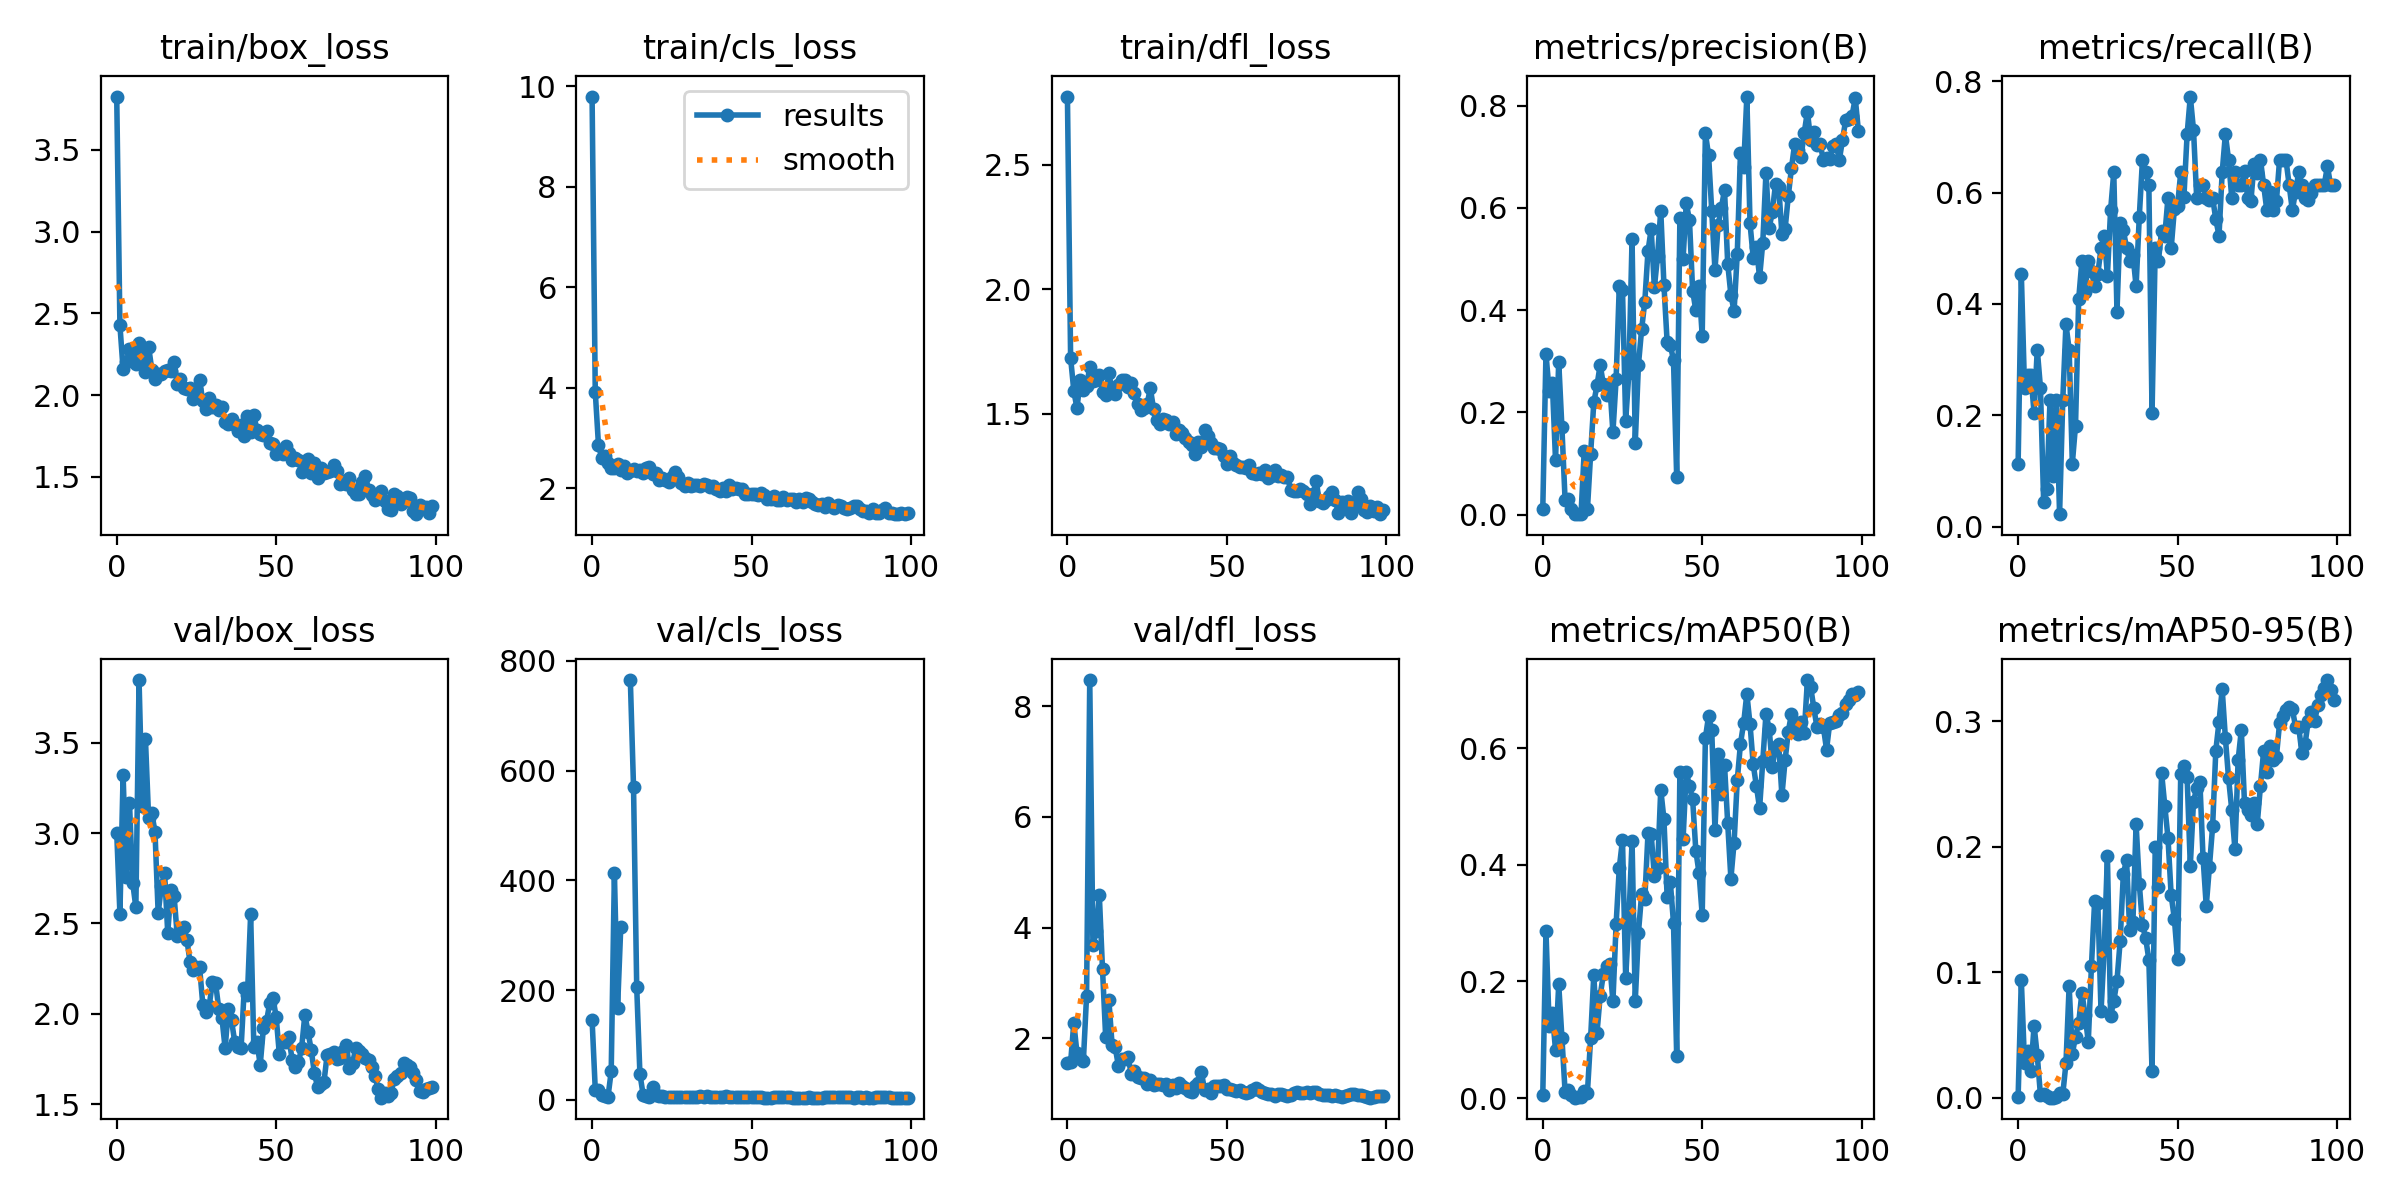 train/box_loss
3.5
3.0
2.5
2.0
1.5
0 50 100
train/cls_loss
results
smooth
10
8
6
4
2
0 50 100
train/dfl_loss
2.5
2.0
1.5
0 50 100
metrics/precision(B)
0.8
0.6
0.4
0.2
0.0
0 50 100
metrics/recall(B)
0.8
0.6
0.4
0.2
0.0
0 50 100
val/box_loss
3.5
3.0
2.5
2.0
1.5
0 50 100
val/cls_loss
800
600
400
200
0
0 50 100
val/dfl_loss
8
6
4
2
0 50 100
metrics/mAP50(B)
0.6
0.4
0.2
0.0
0 50 100
metrics/mAP50-95(B)
0.3
0.2
0.1
0.0
0 50 100